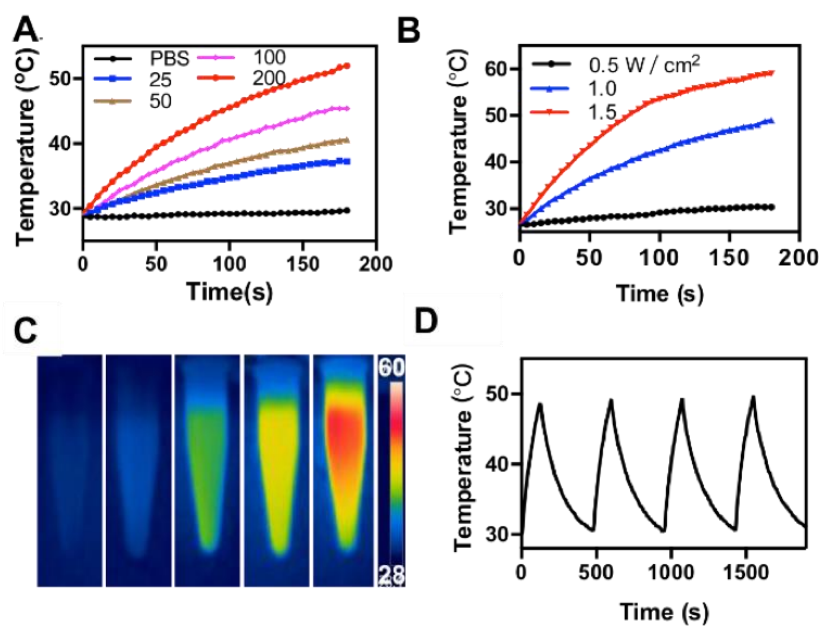 A.
PBS 100
25 200
50
Temperature (°C)
50
40
30
0 50 100 150 200
Time(s)
B
0.5 W / cm²
1.0
1.5
Temperature (°C)
60
50
40
30
0 50 100 150 200
Time (s)
C
60
28
D
Temperature (°C)
50
40
30
0 500 1000 1500
Time (s)